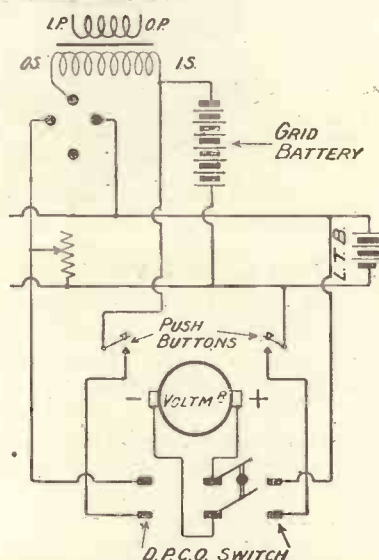 I.P. O.P.
O.S. I.S.
GRID
BATTERY
L.T.B.
PUSH
BUTTONS
- VOLTMR +
D.P.C.O. SWITCH